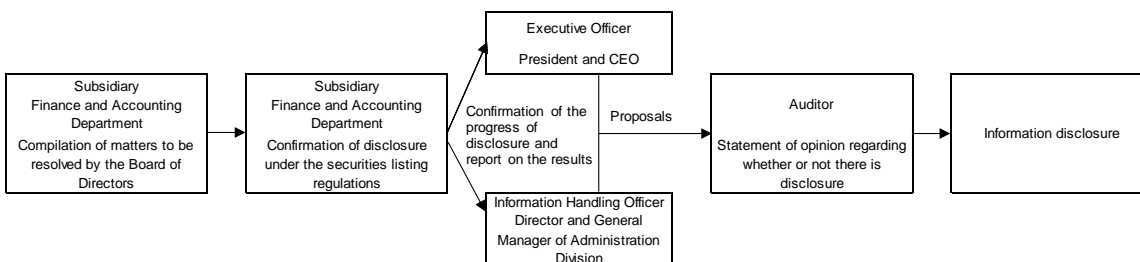 Subsidiary
Finance and Accounting
Department
Compilation of matters to be
resolved by the Board of
Directors
Subsidiary
Finance and Accounting
Department
Confirmation of disclosure
under the securities listing
regulations
Executive Officer
President and CEO
Confirmation of the
progress of
disclosure and
report on the results
Information Handling Officer
Director and General
Manager of Administration
Division
Proposals
Auditor
Statement of opinion regarding
whether or not there is
disclosure
Information disclosure